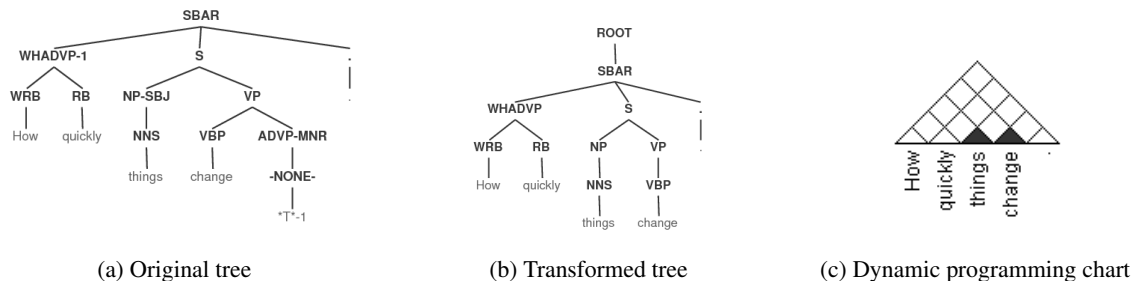 SBAR
WHADVP-1 S .
WRB RB NP-SBJ VP .
How quickly NNS VBP ADVP-MNR
things change -NONE-
*T*-1
(a) Original tree
ROOT
SBAR
WHADVP S .
WRB RB NP VP .
How quickly NNS VBP
things change
(b) Transformed tree
How
quickly
things
change
.
(c) Dynamic programming chart